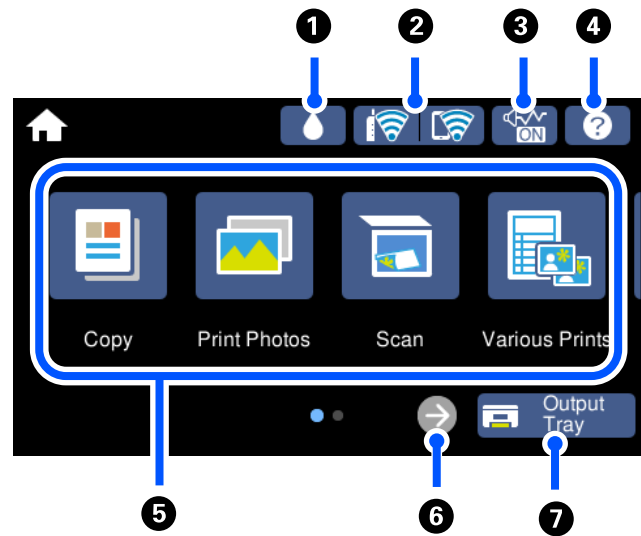 1 2 3 4
ON
?
Copy Print Photos Scan Various Prints
Output
Tray
5 6 7